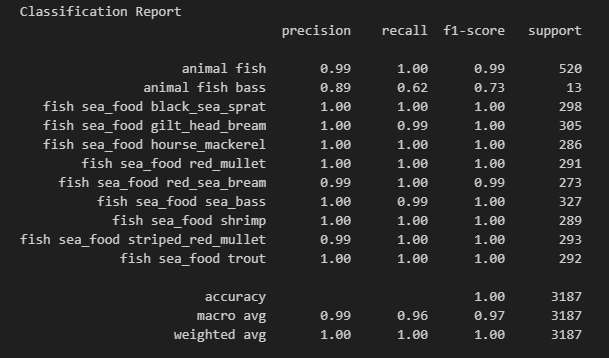 Classification Report
precision recall f1-score support
animal fish 0.99 1.00 0.99 520
animal fish bass 0.89 0.62 0.73 13
fish sea_food black_sea_sprat 1.00 1.00 1.00 298
fish sea_food gilt_head_bream 1.00 0.99 1.00 305
fish sea_food hourse_mackerel 1.00 1.00 1.00 286
fish sea_food red_mullet 1.00 1.00 1.00 291
fish sea_food red_sea_bream 0.99 1.00 0.99 273
fish sea_food sea_bass 1.00 0.99 1.00 327
fish sea_food shrimp 1.00 1.00 1.00 289
fish sea_food striped_red_mullet 0.99 1.00 1.00 293
fish sea_food trout 1.00 1.00 1.00 292
accuracy 1.00 3187
macro avg 0.99 0.96 0.97 3187
weighted avg 1.00 1.00 1.00 3187